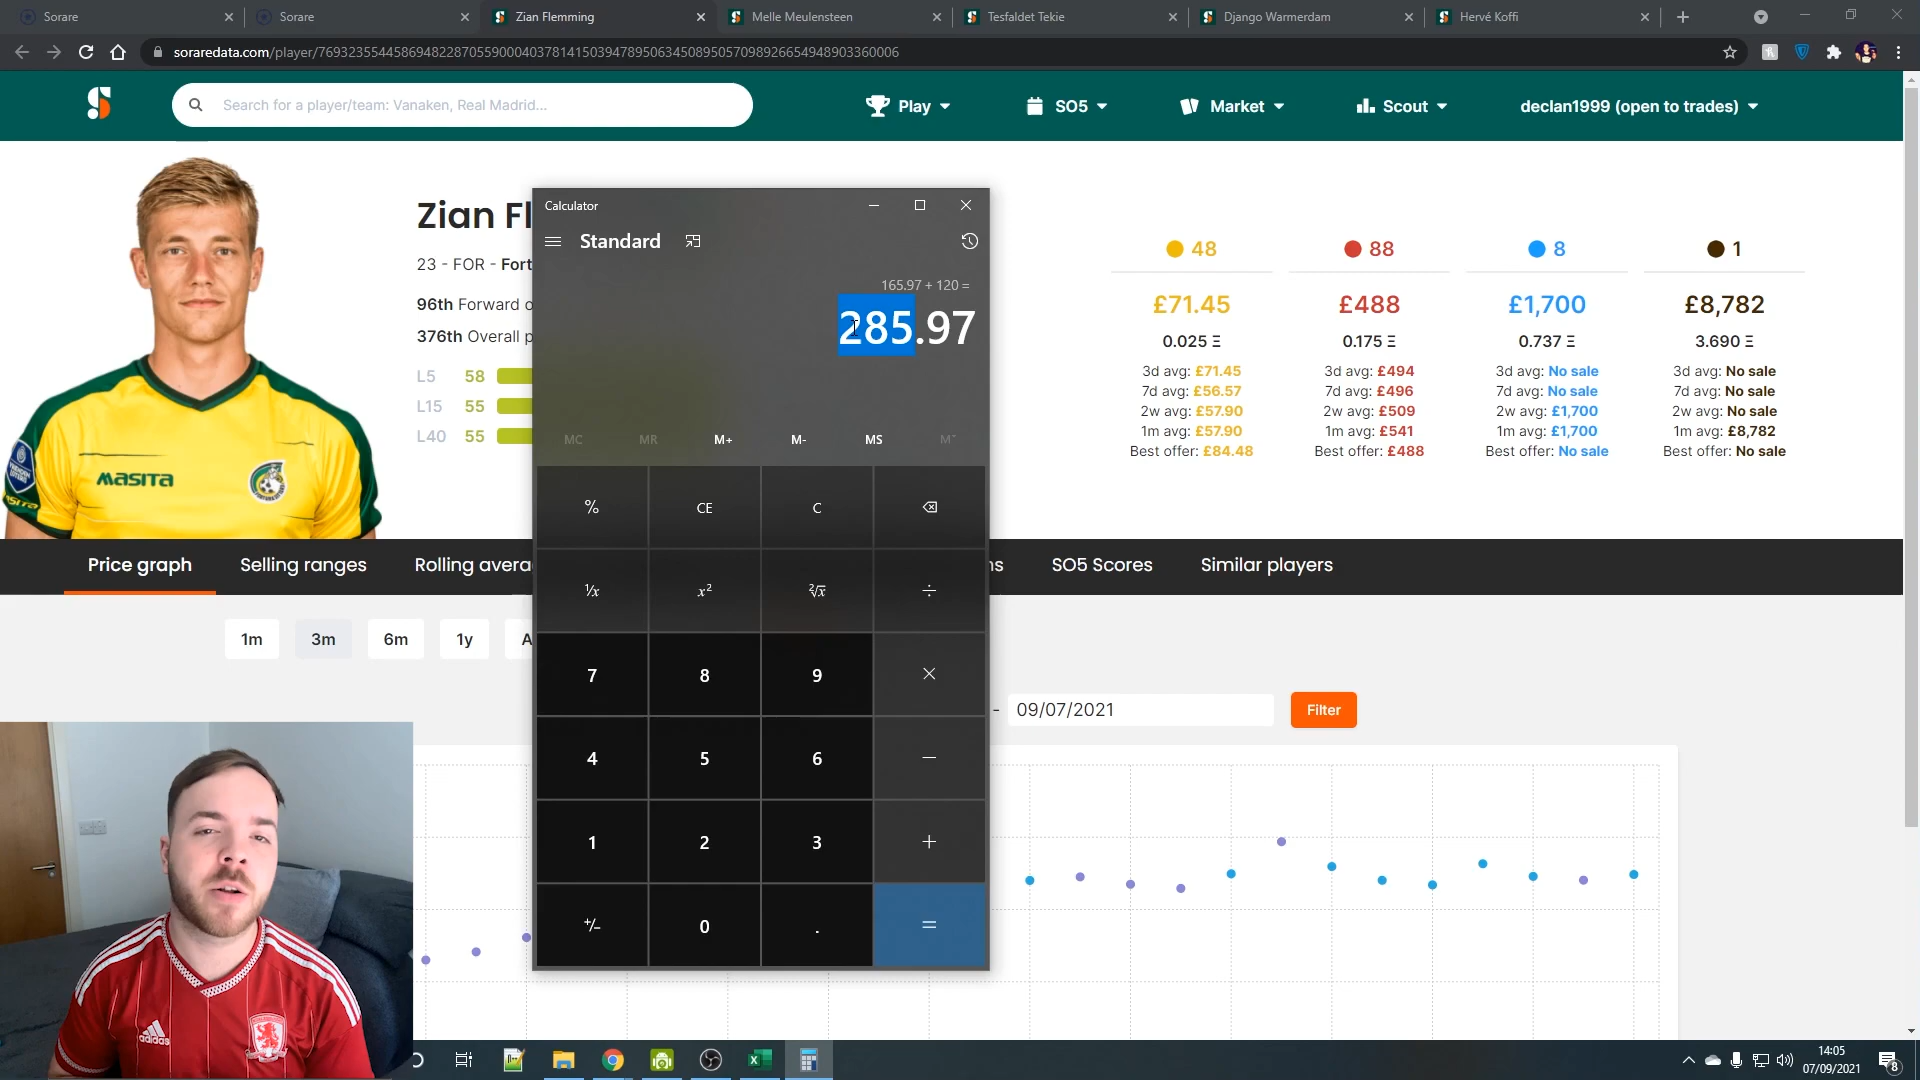 Sorare
Sorare
Zian Flemming
Melle Meulensteen
Tesfaldet Tekie
Django Warmerdam
Hervé Koffi
soraredata.com/player/76932355445869482287055900040378141503947895063450895057098926654948903360006
Search for a player/team: Vanaken, Real Madrid...
Play
SO5
Market
Scout
declan1999 (open to trades)
Zian Fl
23 - FOR - Fort
96th Forward o
376th Overall p
L5 58
L15 55
L40 55
MASITA
Calculator
Standard
165.97 + 120 =
285.97
MC MR M+ M- MS M˅
% CE C
¹/x x² ²√x ÷
7 8 9 ×
4 5 6 −
1 2 3 +
+/− 0 . =
48 88 8 1
£71.45 £488 £1,700 £8,782
0.025 Ξ 0.175 Ξ 0.737 Ξ 3.690 Ξ
3d avg: £71.45 3d avg: £494 3d avg: No sale 3d avg: No sale
7d avg: £56.57 7d avg: £496 7d avg: No sale 7d avg: No sale
2w avg: £57.90 2w avg: £509 2w avg: £1,700 2w avg: No sale
1m avg: £57.90 1m avg: £541 1m avg: £1,700 1m avg: £8,782
Best offer: £84.48 Best offer: £488 Best offer: No sale Best offer: No sale
Price graph Selling ranges Rolling avera ns SO5 Scores Similar players
1m 3m 6m 1y A
- 09/07/2021 Filter
adidas
14:05
07/09/2021
8